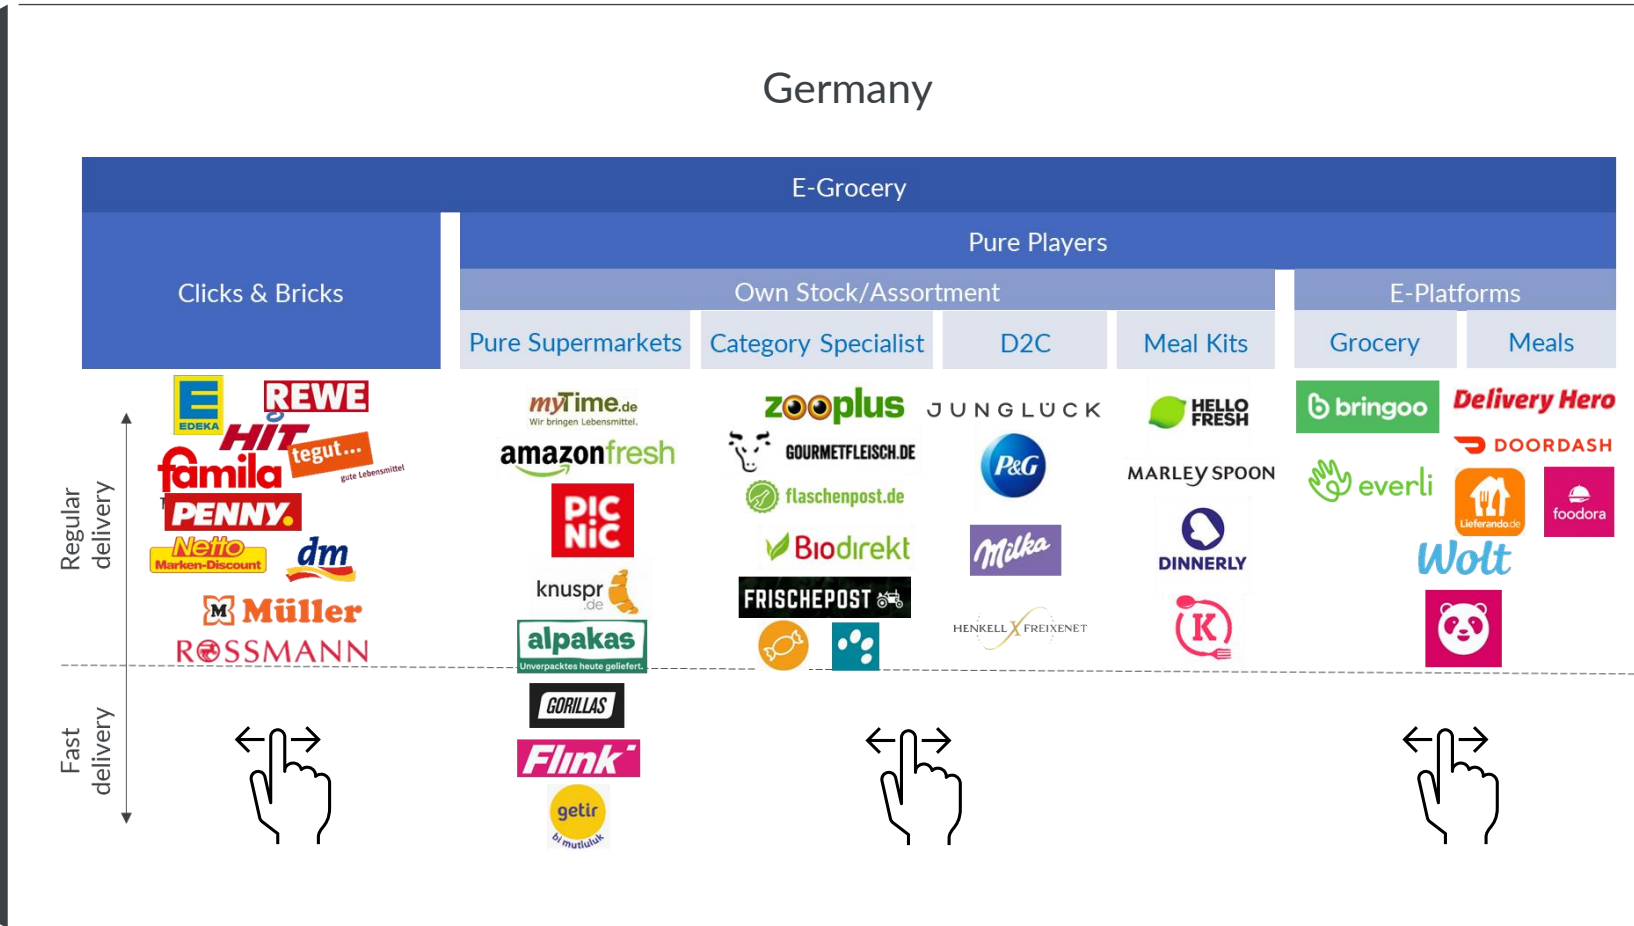 Germany
E-Grocery
Clicks & Bricks
Pure Players
Own Stock/Assortment
E-Platforms
Pure Supermarkets
Category Specialist
D2C
Meal Kits
Grocery
Meals
Regular
delivery
Fast
delivery
E
EDEKA
REWE
HIT
tegut...
gute Lebensmittel
famila
PENNY.
Netto
Marken-Discount
dm
M Müller
ROSSMANN
myTime.de
Wir bringen Lebensmittel.
amazonfresh
PIC
NIC
knuspr
.de
alpakas
Unverpacktes heute geliefert.
GORILLAS
Flink
getir
bi mutluluk
zooplus
GOURMETFLEISCH.DE
flaschenpost.de
Biodirekt
FRISCHEPOST
JUNGLÜCK
P&G
Milka
HENKELL X FREIXENET
HELLO
FRESH
MARLEY SPOON
DINNERLY
K
b bringoo
everli
Delivery Hero
DOORDASH
Lieferando.de
foodora
Wolt